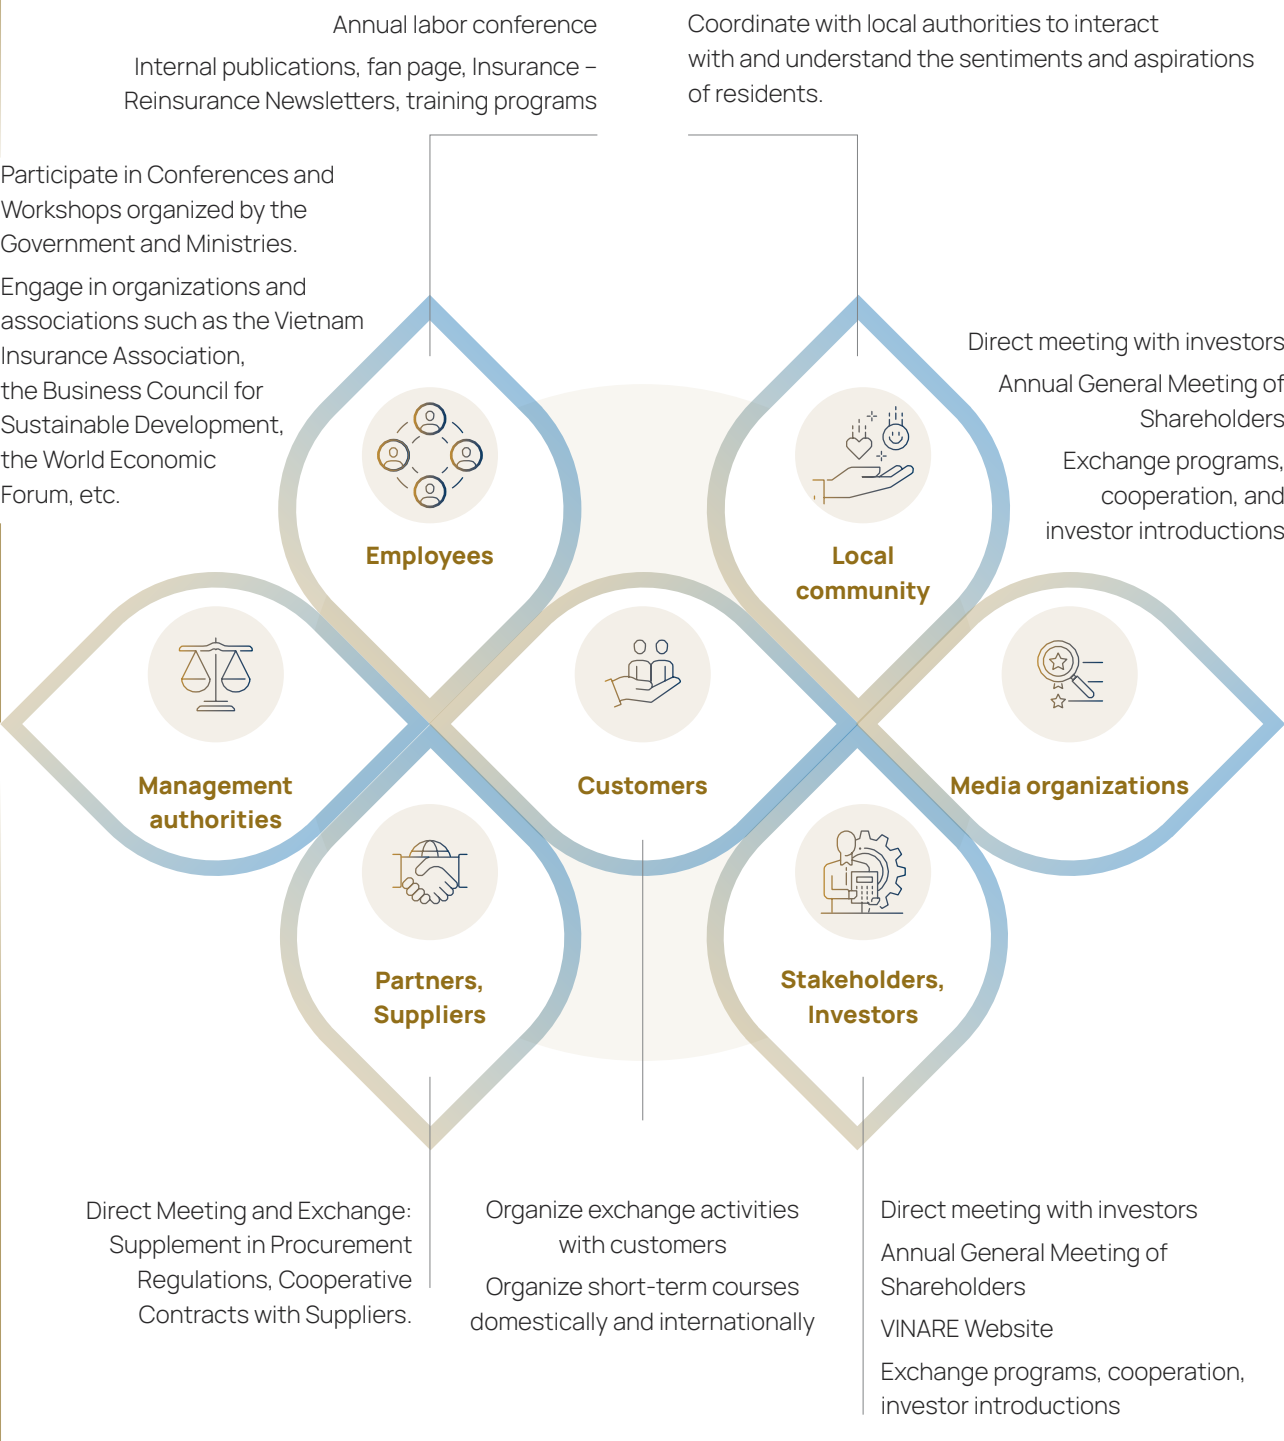 Annual labor conference
Internal publications, fan page, Insurance –
Reinsurance Newsletters, training programs
Coordinate with local authorities to interact
with and understand the sentiments and aspirations
of residents.
Participate in Conferences and
Workshops organized by the
Government and Ministries.
Engage in organizations and
associations such as the Vietnam
Insurance Association,
the Business Council for
Sustainable Development,
the World Economic
Forum, etc.
Direct meeting with investors
Annual General Meeting of
Shareholders
Exchange programs,
cooperation, and
investor introductions
Employees
Local
community
Management
authorities
Customers
Media organizations
Partners,
Suppliers
Stakeholders,
Investors
Direct Meeting and Exchange:
Supplement in Procurement
Regulations, Cooperative
Contracts with Suppliers.
Organize exchange activities
with customers
Organize short-term courses
domestically and internationally
Direct meeting with investors
Annual General Meeting of
Shareholders
VINARE Website
Exchange programs, cooperation,
investor introductions